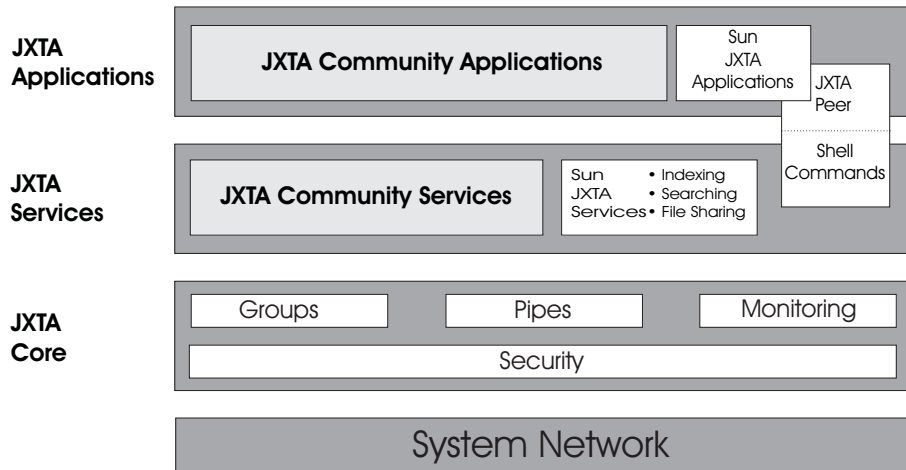 JXTA
Applications
JXTA Community Applications
Sun
JXTA
Applications
JXTA
Peer
Shell
Commands
JXTA
Services
JXTA Community Services
Sun • Indexing
JXTA • Searching
Services • File Sharing
JXTA
Core
Groups
Pipes
Monitoring
Security
System Network